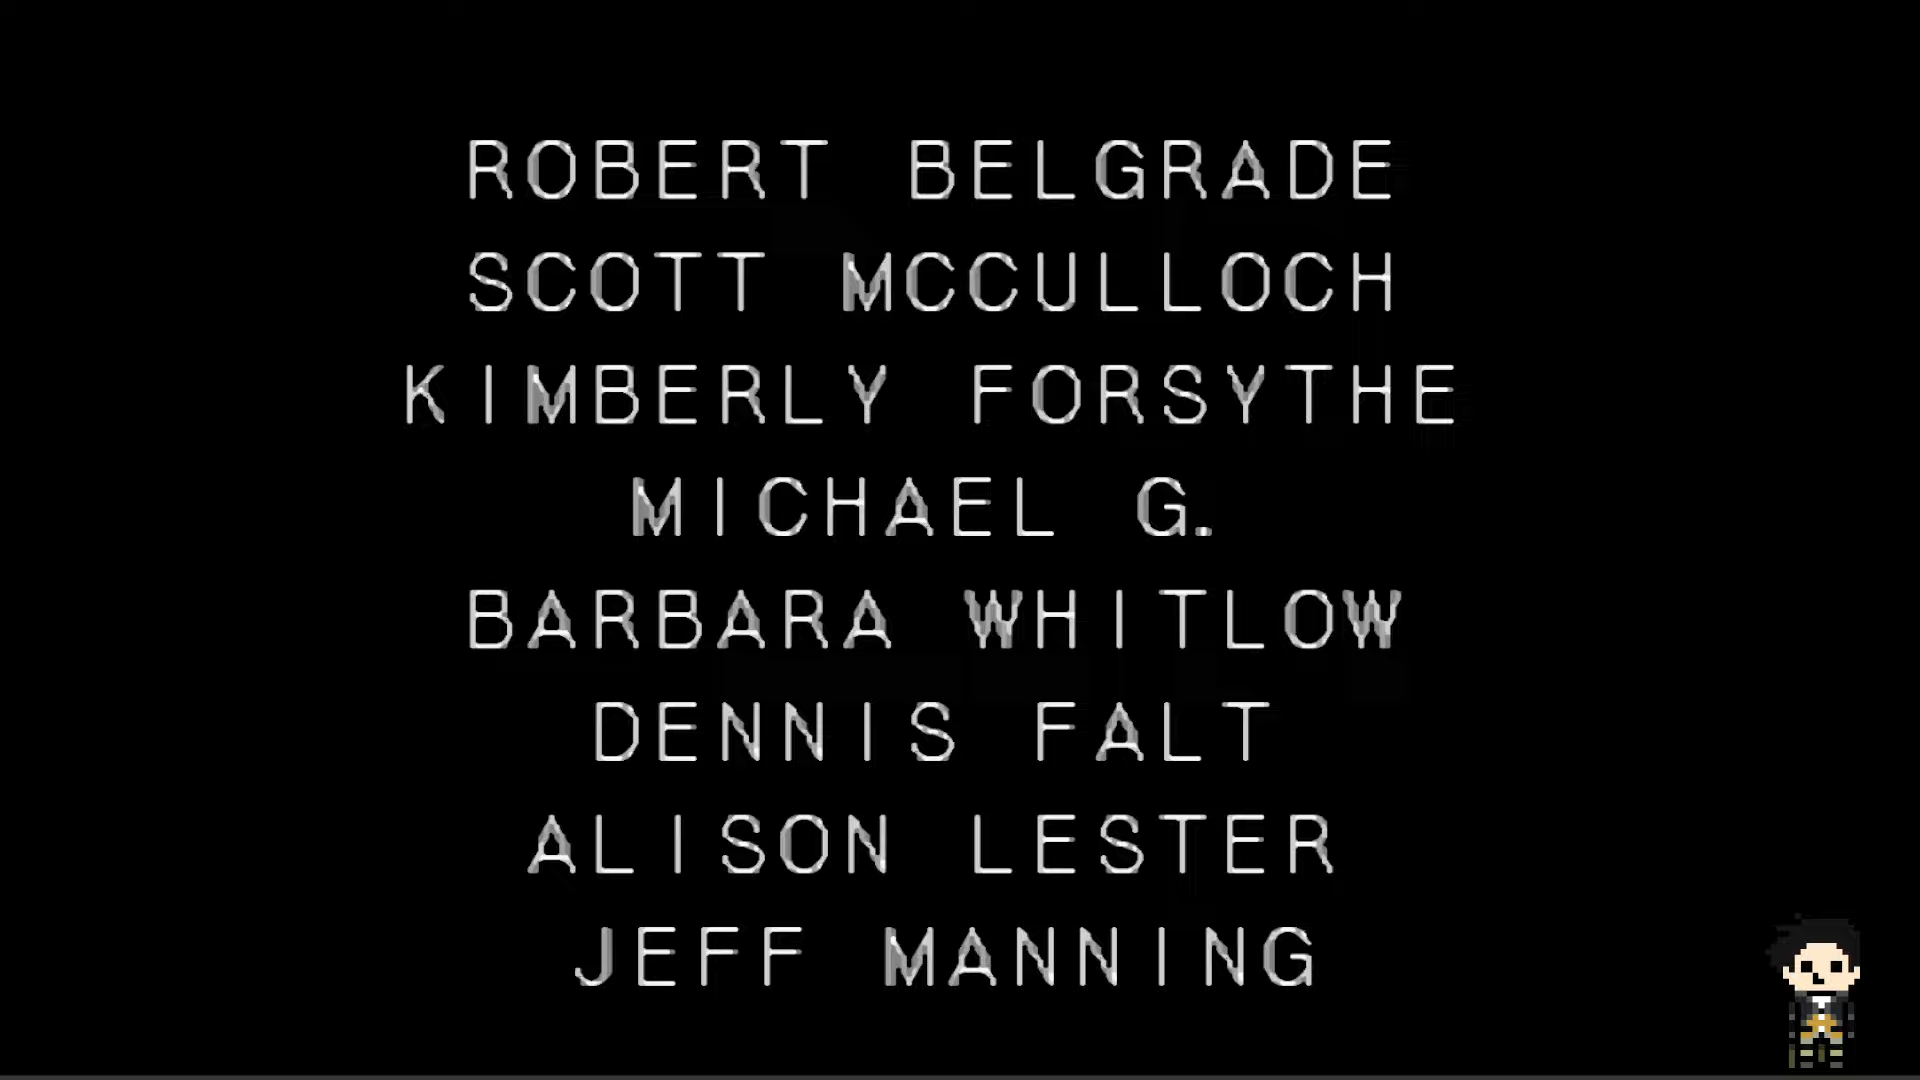 ROBERT BELGRADE
SCOTT MCCULLOCH
KIMBERLY FORSYTHE
MICHAEL G.
BARBARA WHITLOW
DENNIS FALT
ALISON LESTER
JEFF MANNING